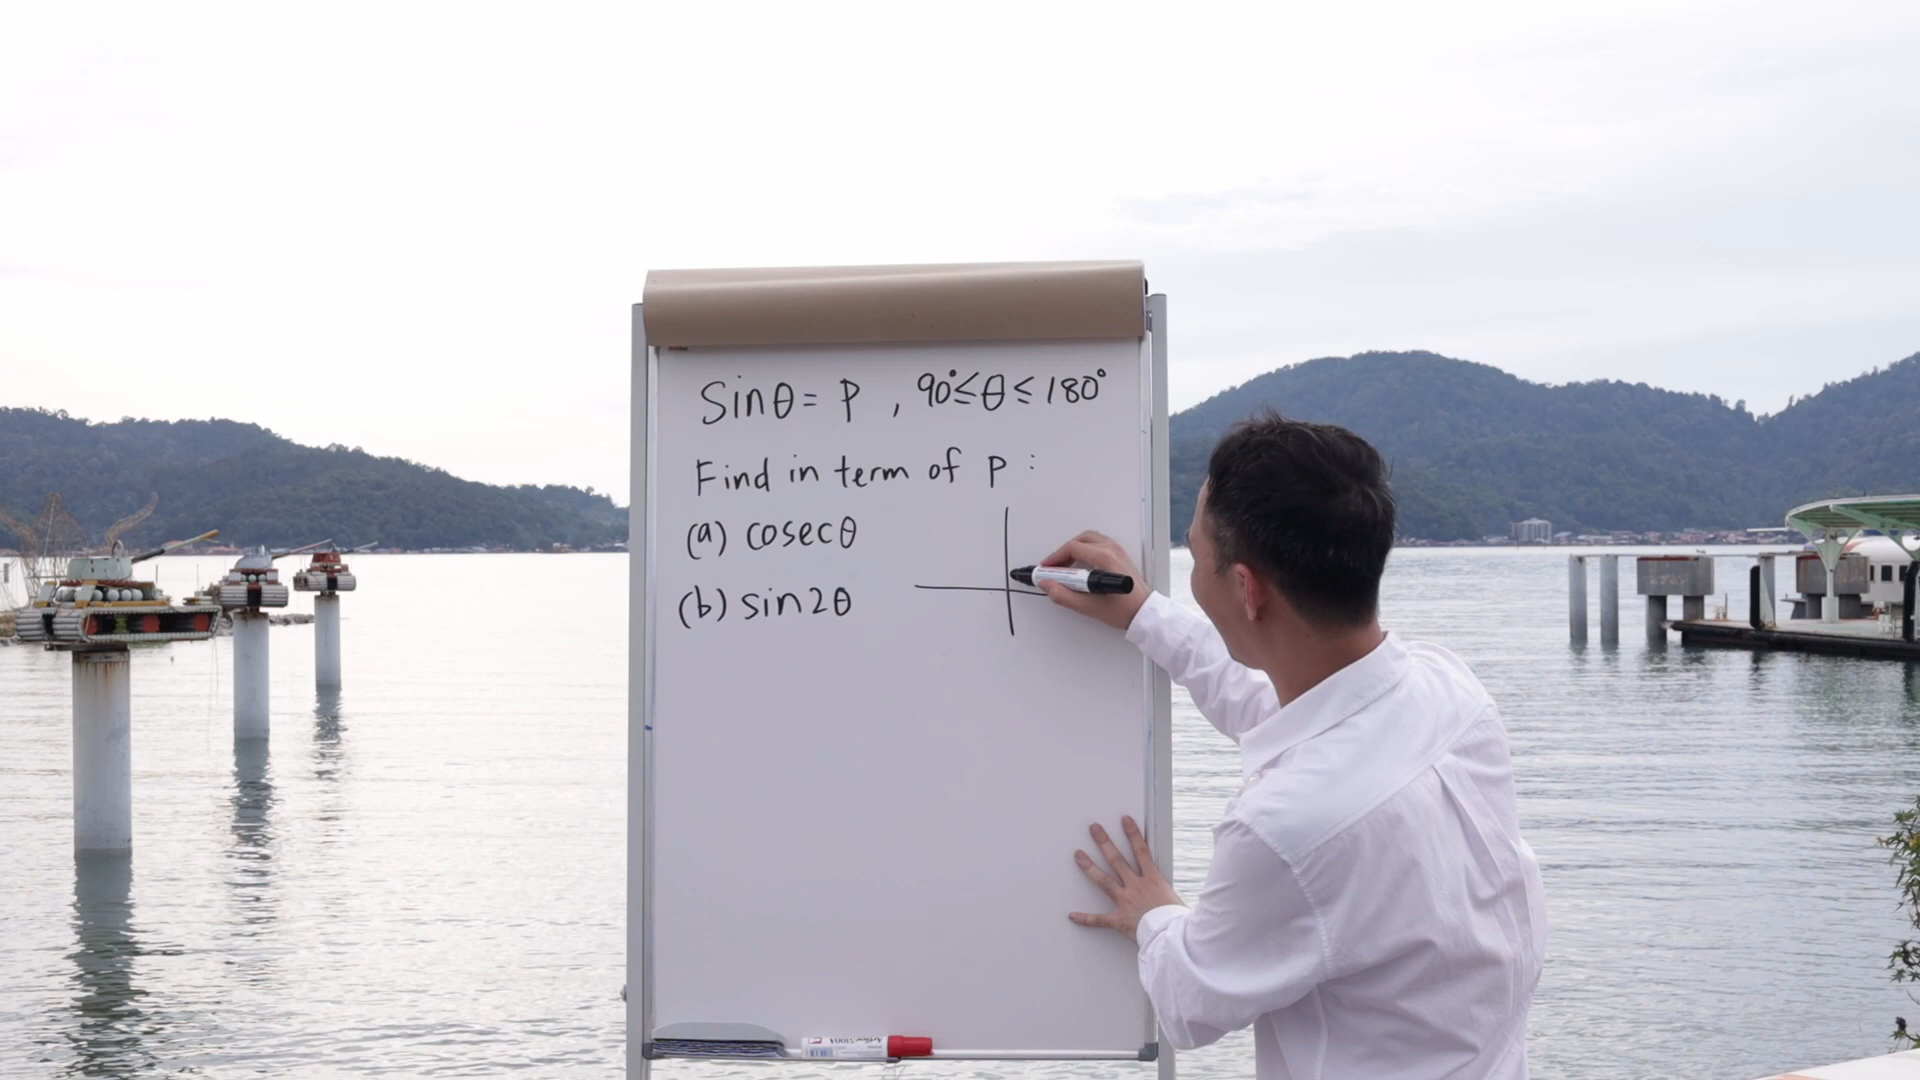 Sinθ = P , 90° ≤ θ ≤ 180°
Find in term of P :
(a) cosecθ
(b) sin2θ